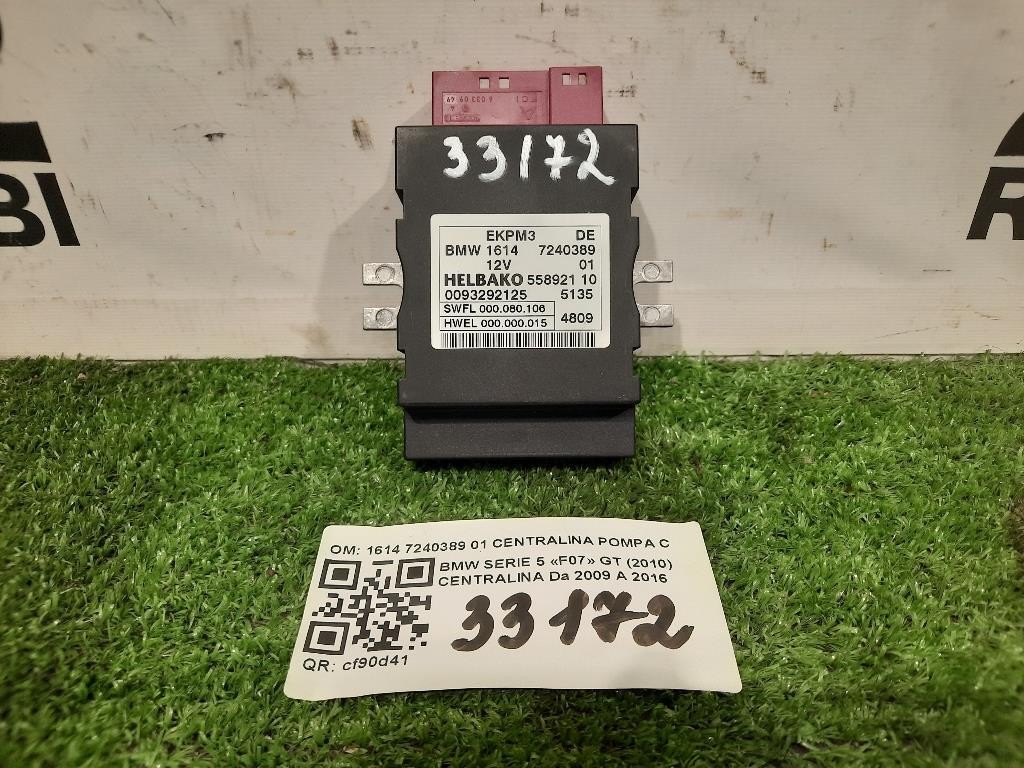 33172
EKPM3 DE
BMW 1614 7240389
12V 01
HELBAKO 558921 10
0093292125 5135
SWFL 000.080.106
HWEL 000.000.015 4809
BI
R
OM: 1614 7240389 01 CENTRALINA POMPA C
BMW SERIE 5 «F07» GT (2010)
CENTRALINA Da 2009 A 2016
33172
QR: cf90d41